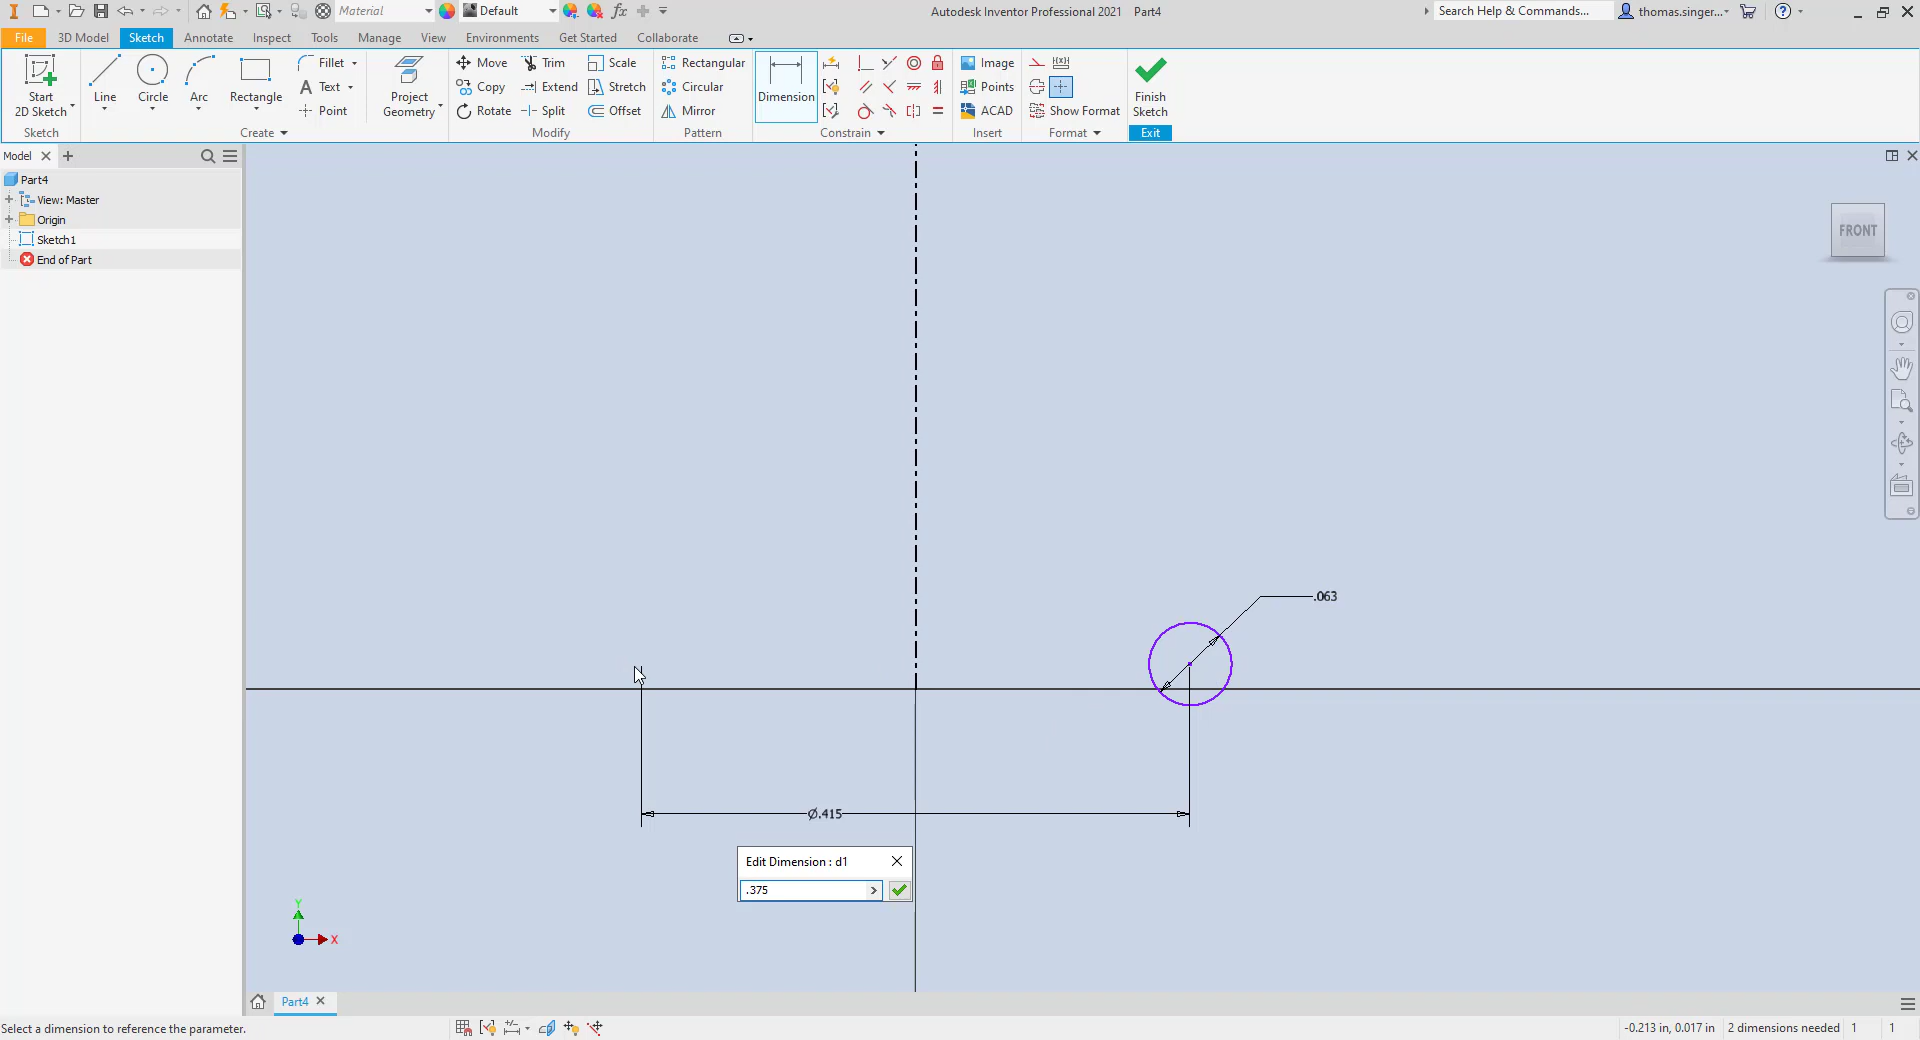 Material
Default
fx
Autodesk Inventor Professional 2021 Part4
Search Help & Commands...
thomas.singer...
File 3D Model Sketch Annotate Inspect Tools Manage View Environments Get Started Collaborate
Start
2D Sketch
Line
Circle
Arc
Rectangle
Fillet
Text
Point
Project
Geometry
Move
Copy
Rotate
Trim
Extend
Split
Scale
Stretch
Offset
Rectangular
Circular
Mirror
Dimension
Image
Points
ACAD
Show Format
Finish
Sketch
Sketch Create Modify Pattern Constrain Insert Format Exit
Model
Part4
View: Master
Origin
Sketch1
End of Part
FRONT
.063
Ø.415
Edit Dimension : d1
.375
Y
X
Part4
Select a dimension to reference the parameter.
-0.213 in, 0.017 in 2 dimensions needed 1 1